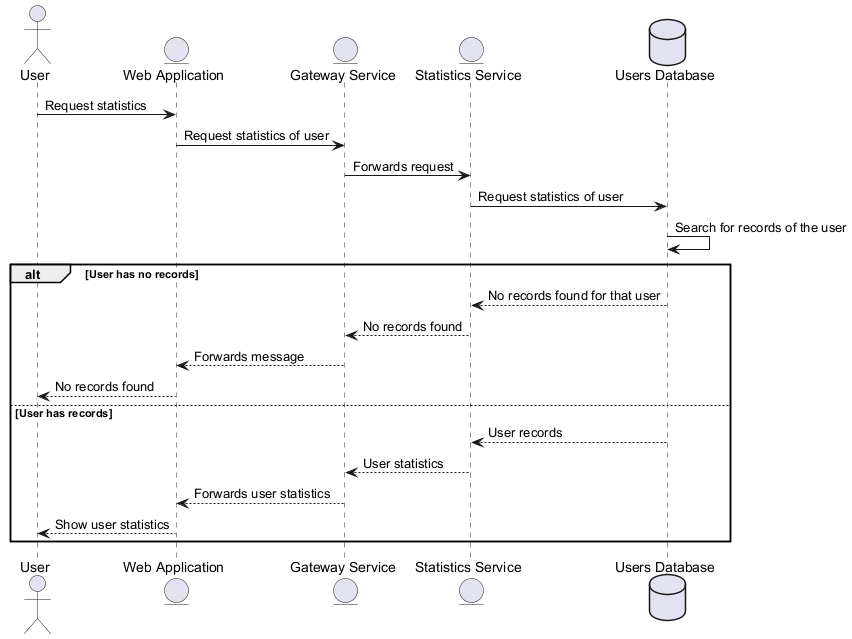 User
Web Application
Gateway Service
Statistics Service
Users Database
Request statistics
Request statistics of user
Forwards request
Request statistics of user
Search for records of the user
alt
[User has no records]
No records found for that user
No records found
Forwards message
No records found
[User has records]
User records
User statistics
Forwards user statistics
Show user statistics
User
Web Application
Gateway Service
Statistics Service
Users Database